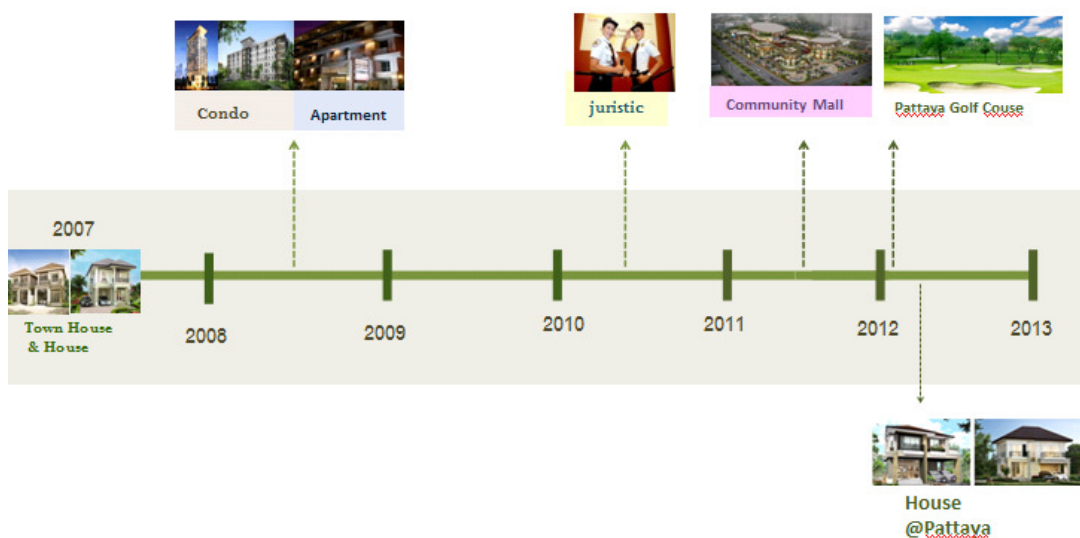 Condo
Apartment
juristic
Community Mall
Pattaya Golf Couse
2007
Town House
& House
2008
2009
2010
2011
2012
2013
House
@Pattaya